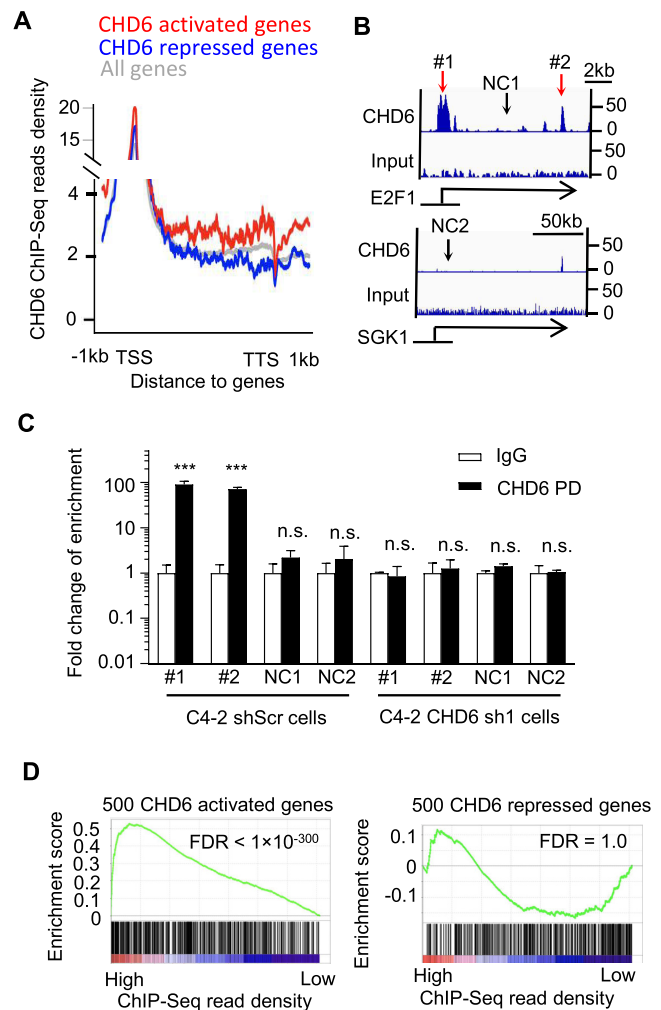 A
CHD6 activated genes
CHD6 repressed genes
All genes
CHD6 ChIP-Seq reads density
20
15
4
2
0
-1kb TSS TTS 1kb
Distance to genes
B
#1 #2 2kb
NC1
CHD6 50
0
Input 50
0
E2F1
NC2 50kb
CHD6 50
0
Input 50
0
SGK1
C
Fold change of enrichment
100
10
1
0.1
0.01
*** *** n.s. n.s. n.s. n.s. n.s. n.s.
IgG
CHD6 PD
#1 #2 NC1 NC2 #1 #2 NC1 NC2
C4-2 shScr cells C4-2 CHD6 sh1 cells
D
500 CHD6 activated genes
Enrichment score
0.5
0.4
0.3
0.2
0.1
0
FDR < 1×10-300
High Low
ChIP-Seq read density
500 CHD6 repressed genes
Enrichment score
0.1
0
-0.1
FDR = 1.0
High Low
ChIP-Seq read density